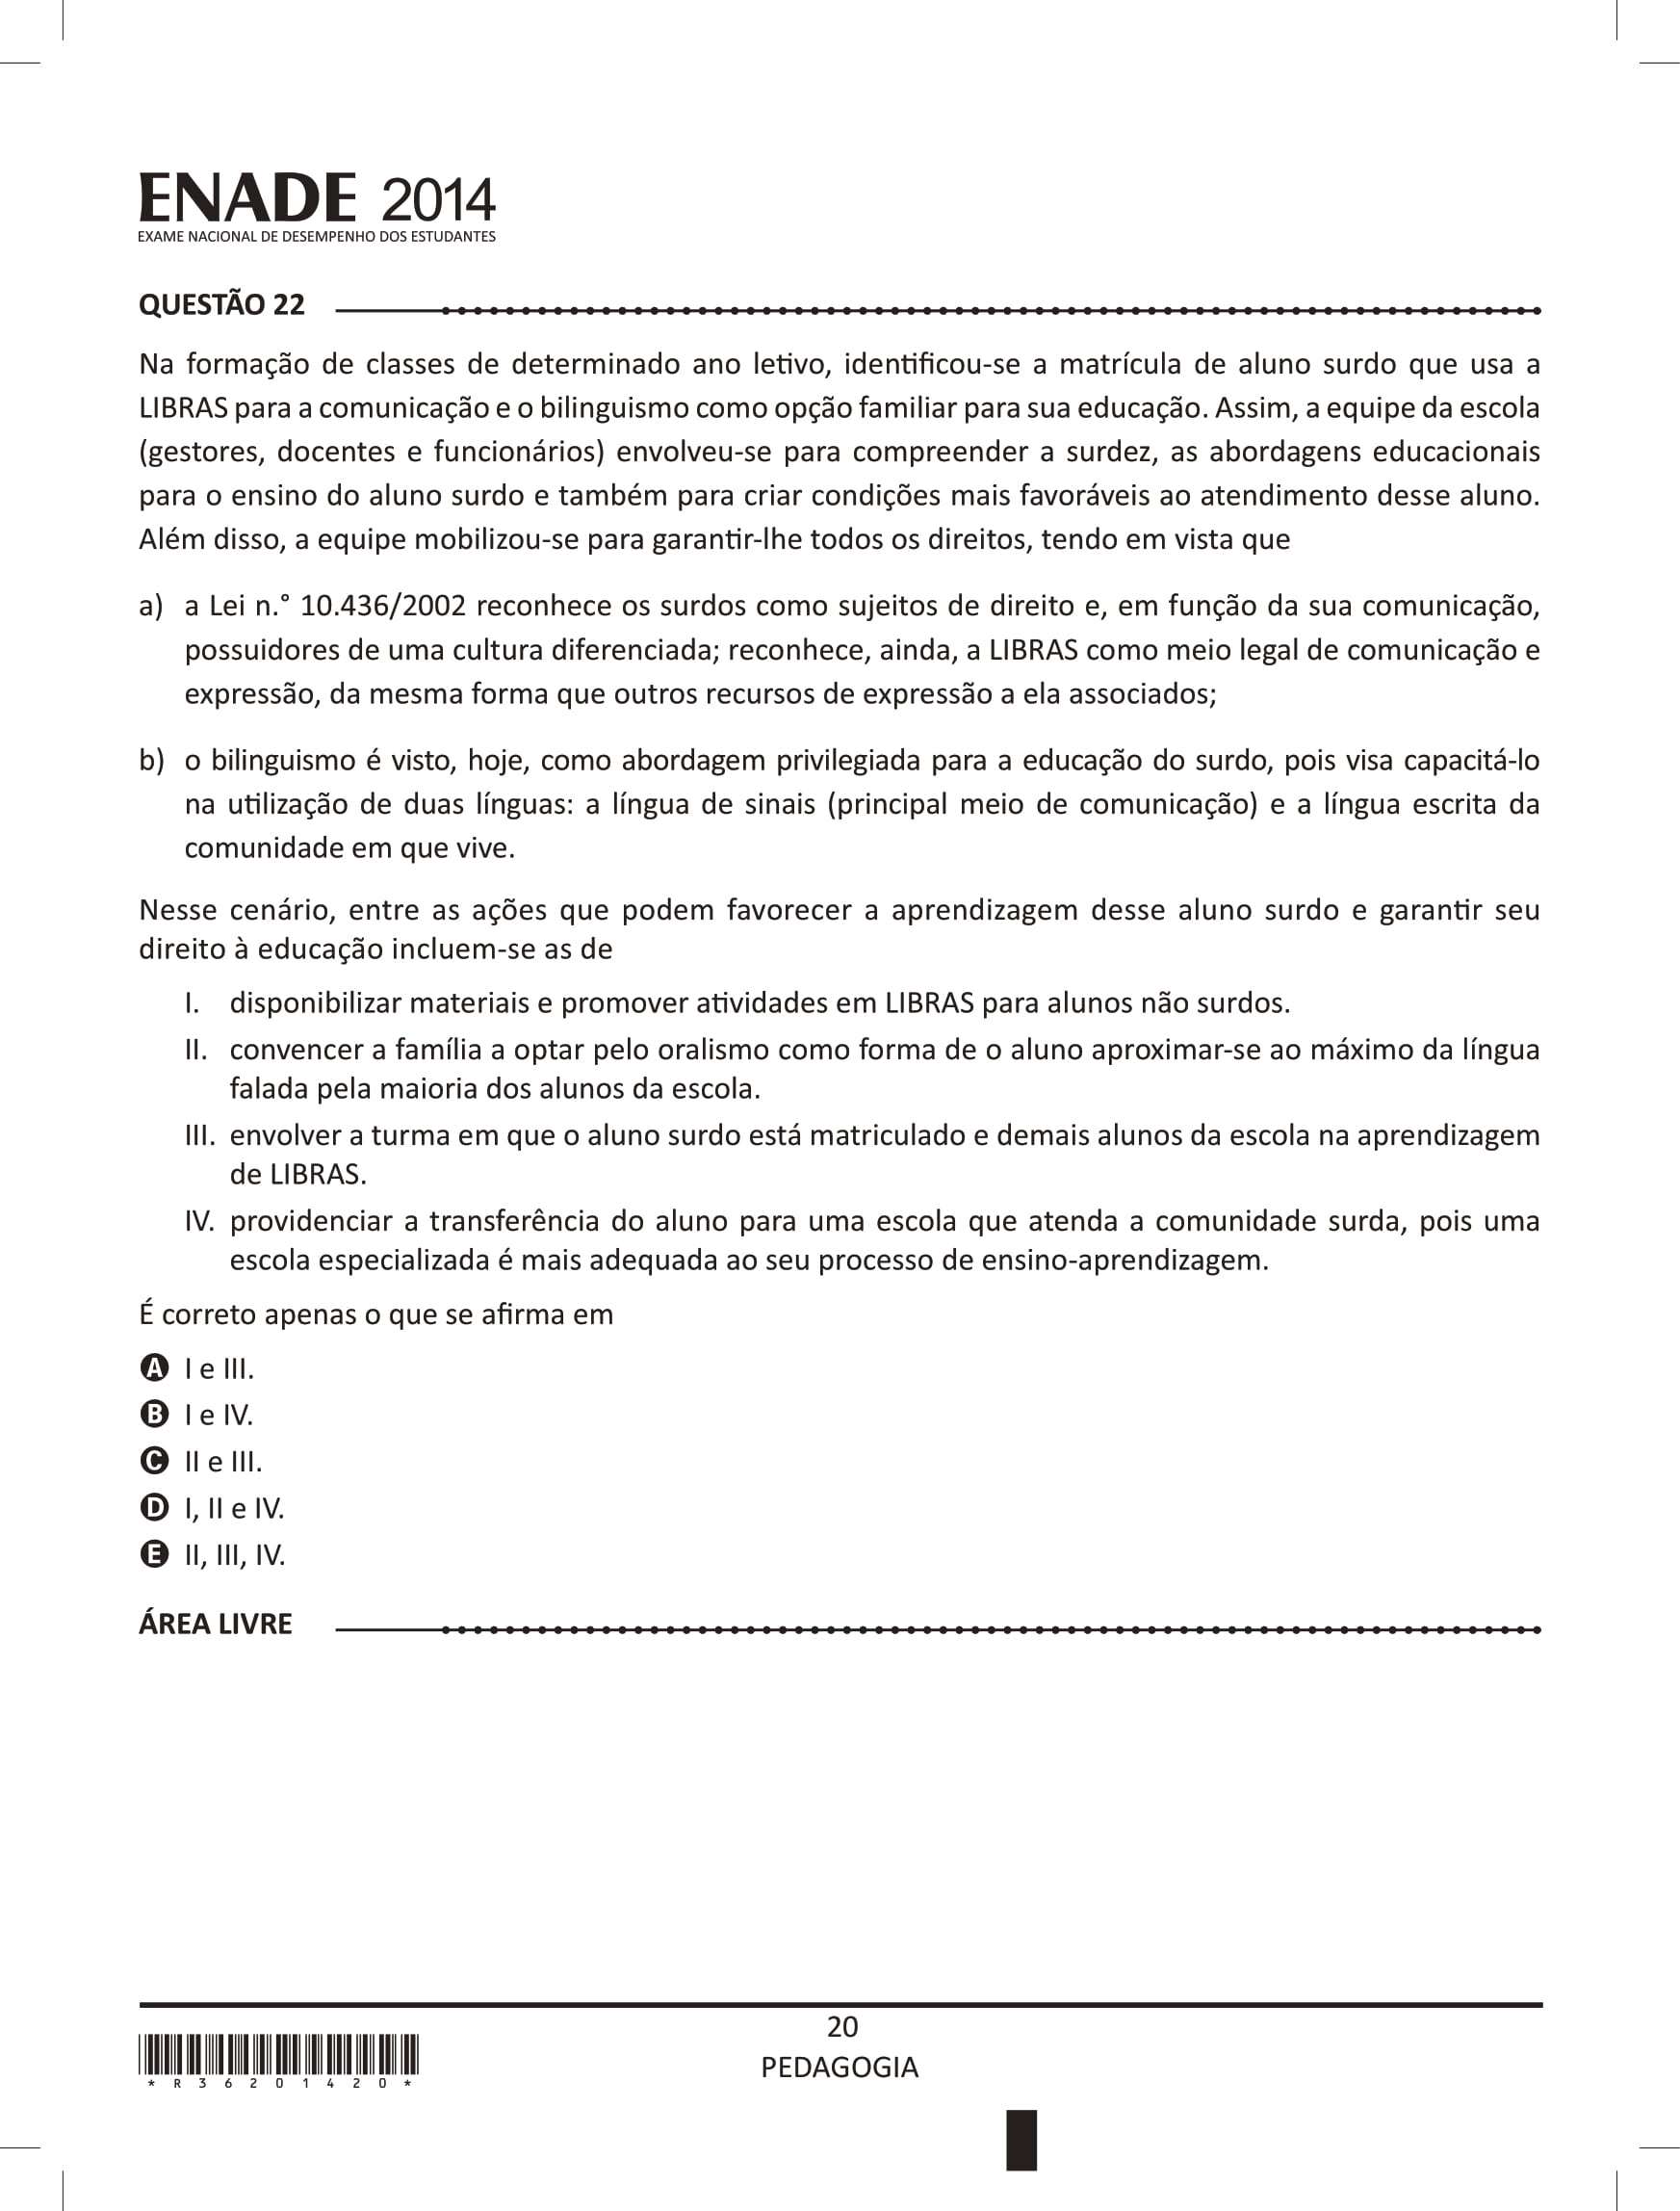 ENADE 2014
EXAME NACIONAL DE DESEMPENHO DOS ESTUDANTES
QUESTÃO 22
Na formação de classes de determinado ano letivo, identificou-se a matrícula de aluno surdo que usa a
LIBRAS para a comunicação e o bilinguismo como opção familiar para sua educação. Assim, a equipe da escola
(gestores, docentes e funcionários) envolveu-se para compreender a surdez, as abordagens educacionais
para o ensino do aluno surdo e também para criar condições mais favoráveis ao atendimento desse aluno.
Além disso, a equipe mobilizou-se para garantir-lhe todos os direitos, tendo em vista que
a) a Lei n.° 10.436/2002 reconhece os surdos como sujeitos de direito e, em função da sua comunicação,
possuidores de uma cultura diferenciada; reconhece, ainda, a LIBRAS como meio legal de comunicação e
expressão, da mesma forma que outros recursos de expressão a ela associados;
b) o bilinguismo é visto, hoje, como abordagem privilegiada para a educação do surdo, pois visa capacitá-lo
na utilização de duas línguas: a língua de sinais (principal meio de comunicação) e a língua escrita da
comunidade em que vive.
Nesse cenário, entre as ações que podem favorecer a aprendizagem desse aluno surdo e garantir seu
direito à educação incluem-se as de
I. disponibilizar materiais e promover atividades em LIBRAS para alunos não surdos.
II. convencer a família a optar pelo oralismo como forma de o aluno aproximar-se ao máximo da língua
falada pela maioria dos alunos da escola.
III. envolver a turma em que o aluno surdo está matriculado e demais alunos da escola na aprendizagem
de LIBRAS.
IV. providenciar a transferência do aluno para uma escola que atenda a comunidade surda, pois uma
escola especializada é mais adequada ao seu processo de ensino-aprendizagem.
É correto apenas o que se afirma em
A I e III.
B I e IV.
C II e III.
D I, II e IV.
E II, III, IV.
ÁREA LIVRE
20
PEDAGOGIA
* R 3 6 2 0 1 4 2 0 *